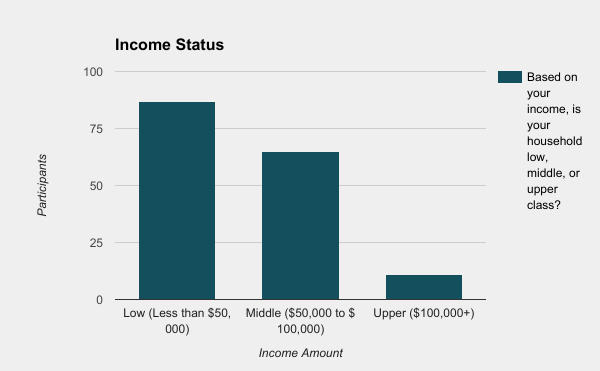 Income Status
100
75
50
25
0
Participants
Low (Less than $50,
000)
Middle ($50,000 to $
100,000)
Upper ($100,000+)
Income Amount
Based on
your
income, is
your
household
low,
middle, or
upper
class?